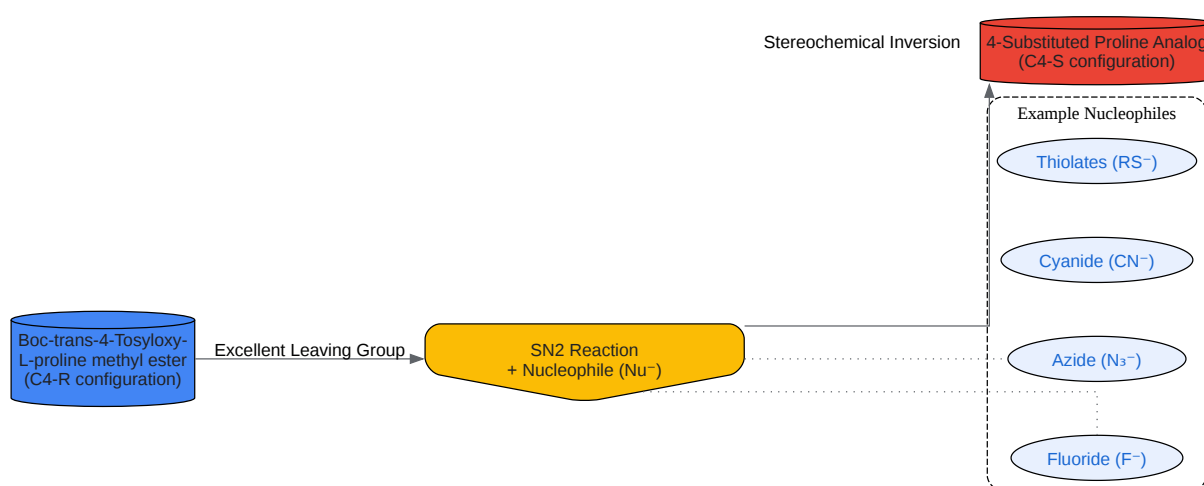 Stereochemical Inversion
4-Substituted Proline Analog
(C4-S configuration)
Example Nucleophiles
Thiolates (RS⁻)
Cyanide (CN⁻)
Boc-trans-4-Tosyloxy-
L-proline methyl ester
(C4-R configuration)
Excellent Leaving Group
SN2 Reaction
+ Nucleophile (Nu⁻)
Azide (N₃⁻)
Fluoride (F⁻)